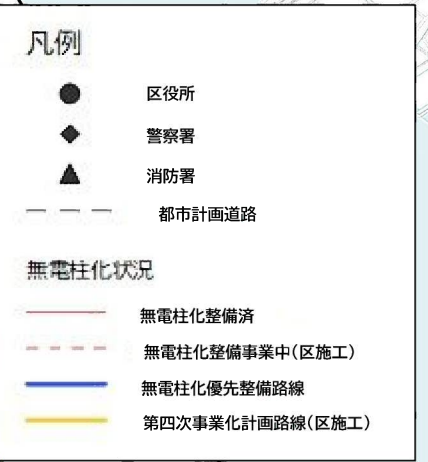 凡例
区役所
警察署
消防署
都市計画道路
無電柱化状況
無電柱化整備済
無電柱化整備事業中(区施工)
無電柱化優先整備路線
第四次事業化計画路線(区施工)